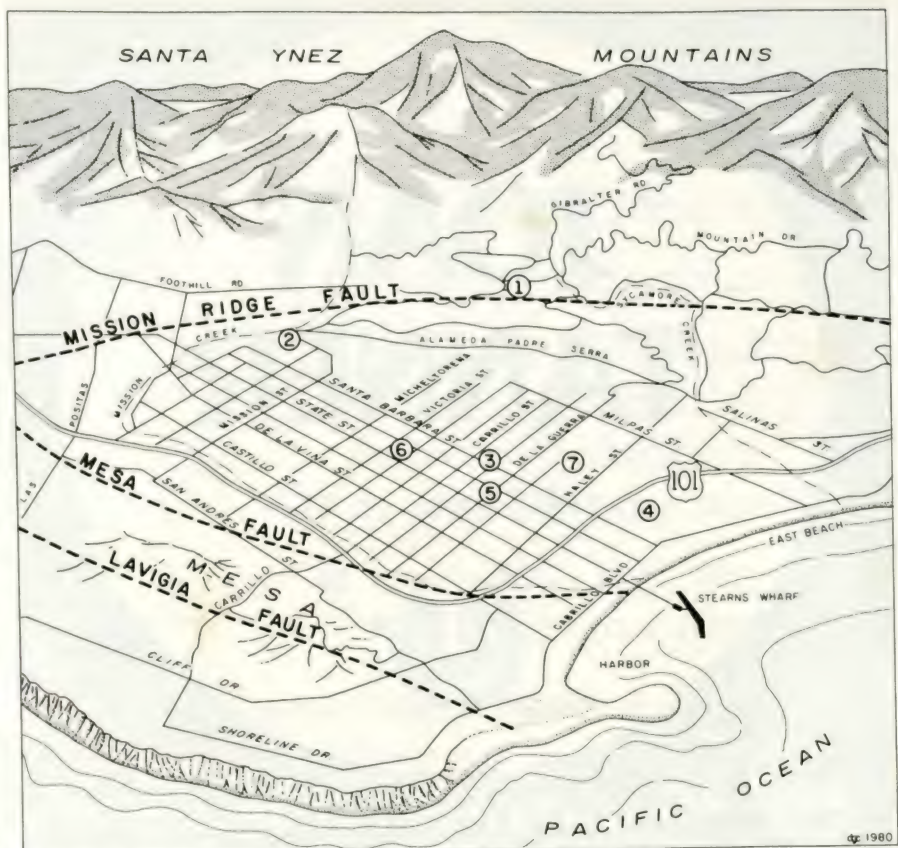 SANTA YNEZ MOUNTAINS
GIBRALTER RD
MOUNTAIN DR
FOOTHILL RD
①
SYCAMORE CREEK
MISSION RIDGE FAULT
CREEK
②
ALAMEDA PADRE SERRA
MISSION
LAS POSITAS
MICHELTORENA
VICTORIA ST
SANTA BARBARA ST
CARRILLO ST
DE LA GUERRA
MILPAS ST
SALINAS ST
MISSION ST
STATE ST
DE LA VINA ST
CASTILLO ST
SAN ANDRES ST
⑥
③
⑦
HALEY ST
⑤
④
101
MESA FAULT
EAST BEACH
MESA
CARRILLO
LAVIGIA FAULT
CABRILLO BLVD
STEARNS WHARF
HARBOR
CLIFF DR
SHORELINE DR
PACIFIC OCEAN
1980